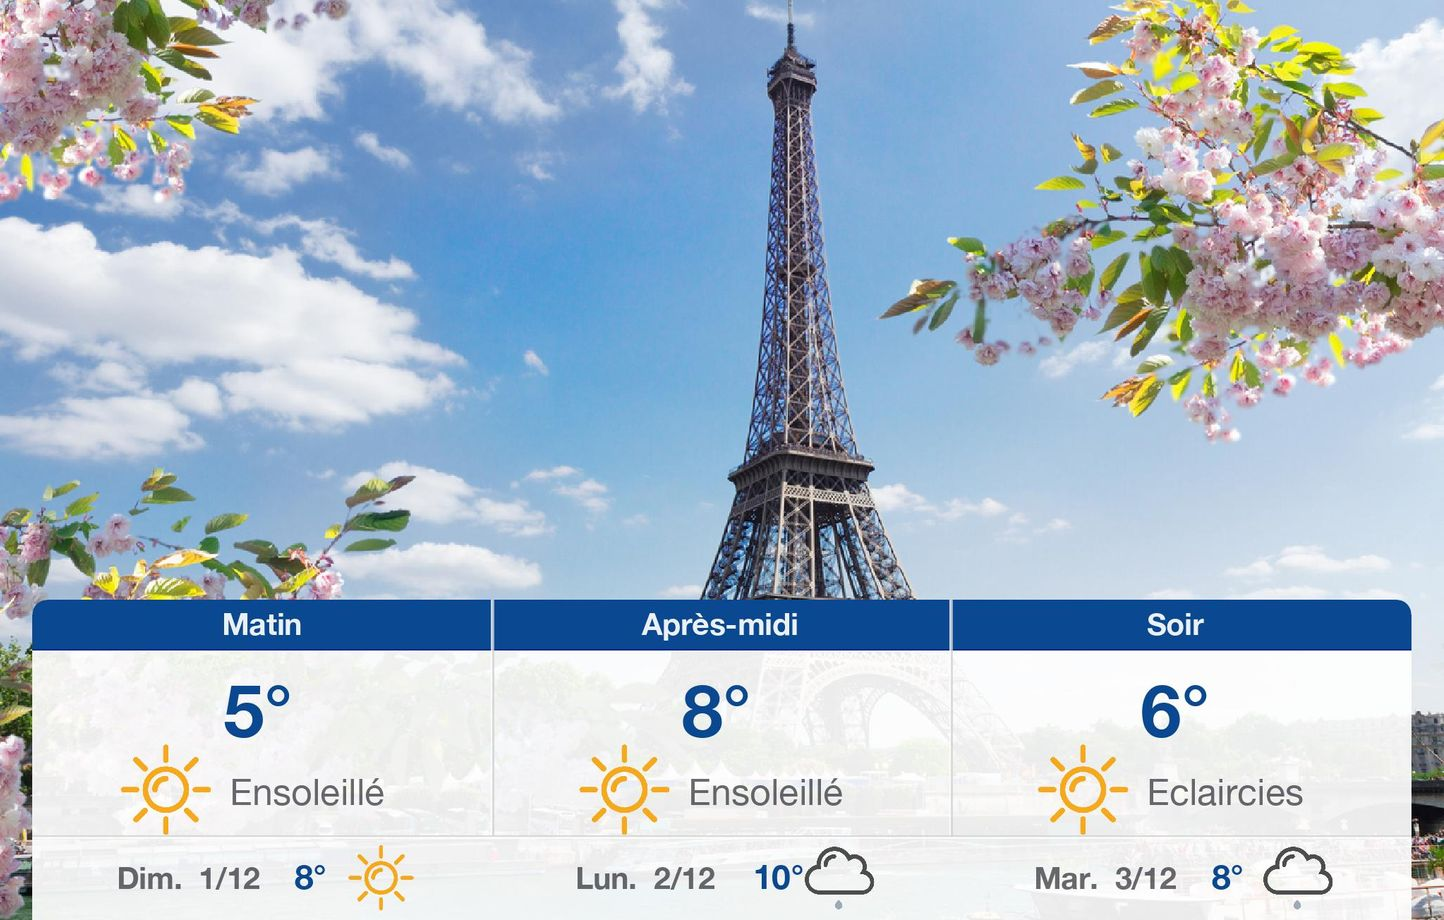 Matin Après-midi Soir
5° 8° 6°
Ensoleillé Ensoleillé Eclaircies
Dim. 1/12 8° Lun. 2/12 10° Mar. 3/12 8°